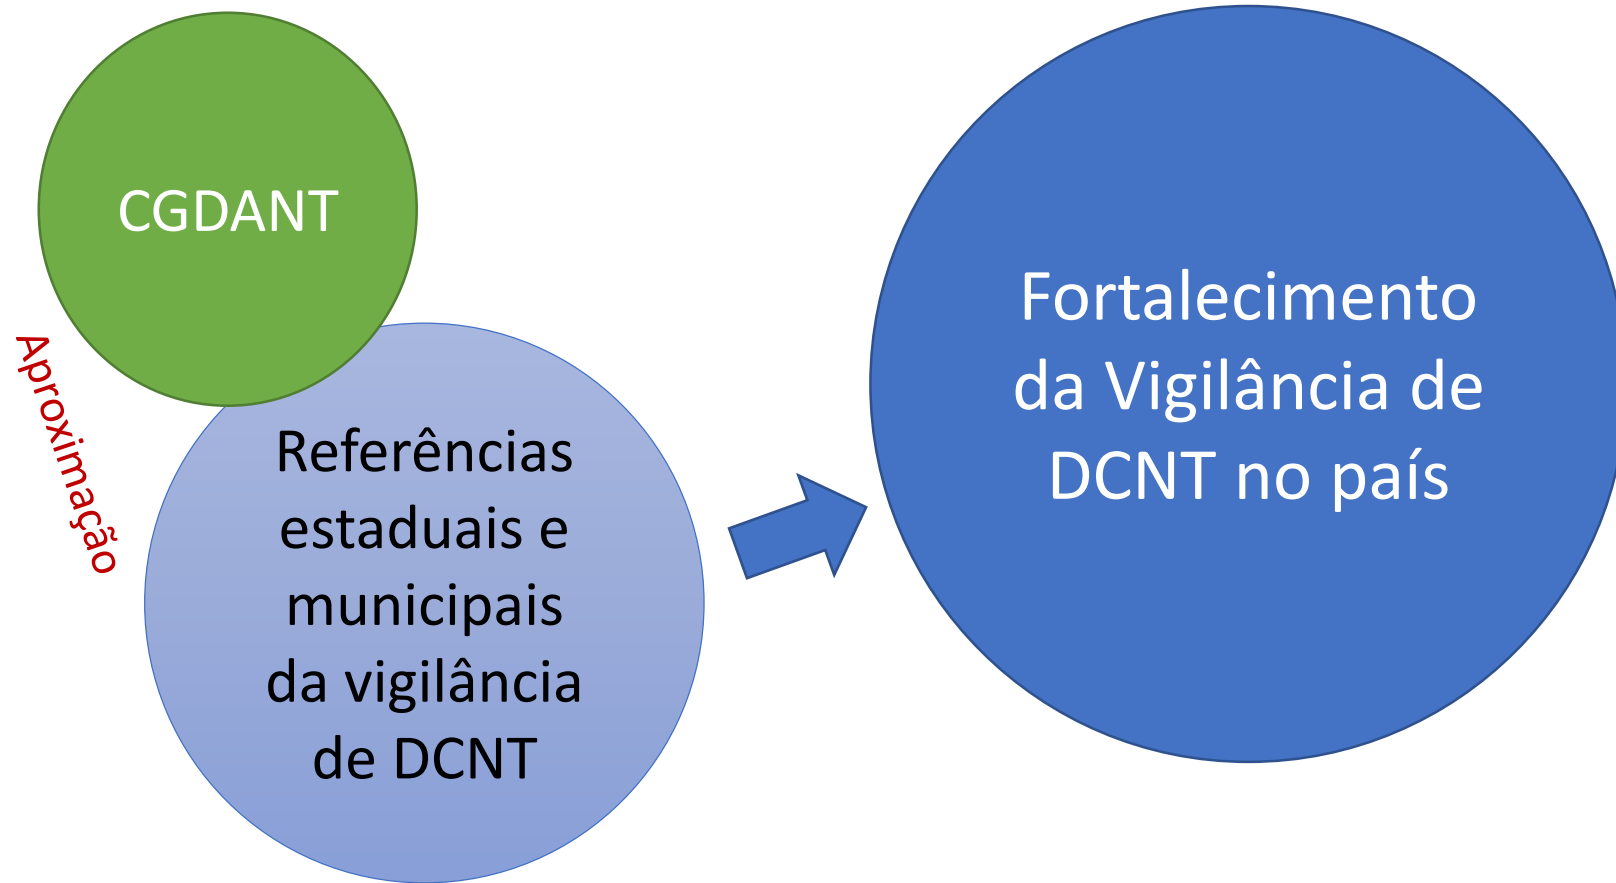 CGDANT
Aproximação
Referências
estaduais e
municipais
da vigilância
de DCNT
Fortalecimento
da Vigilância de
DCNT no país